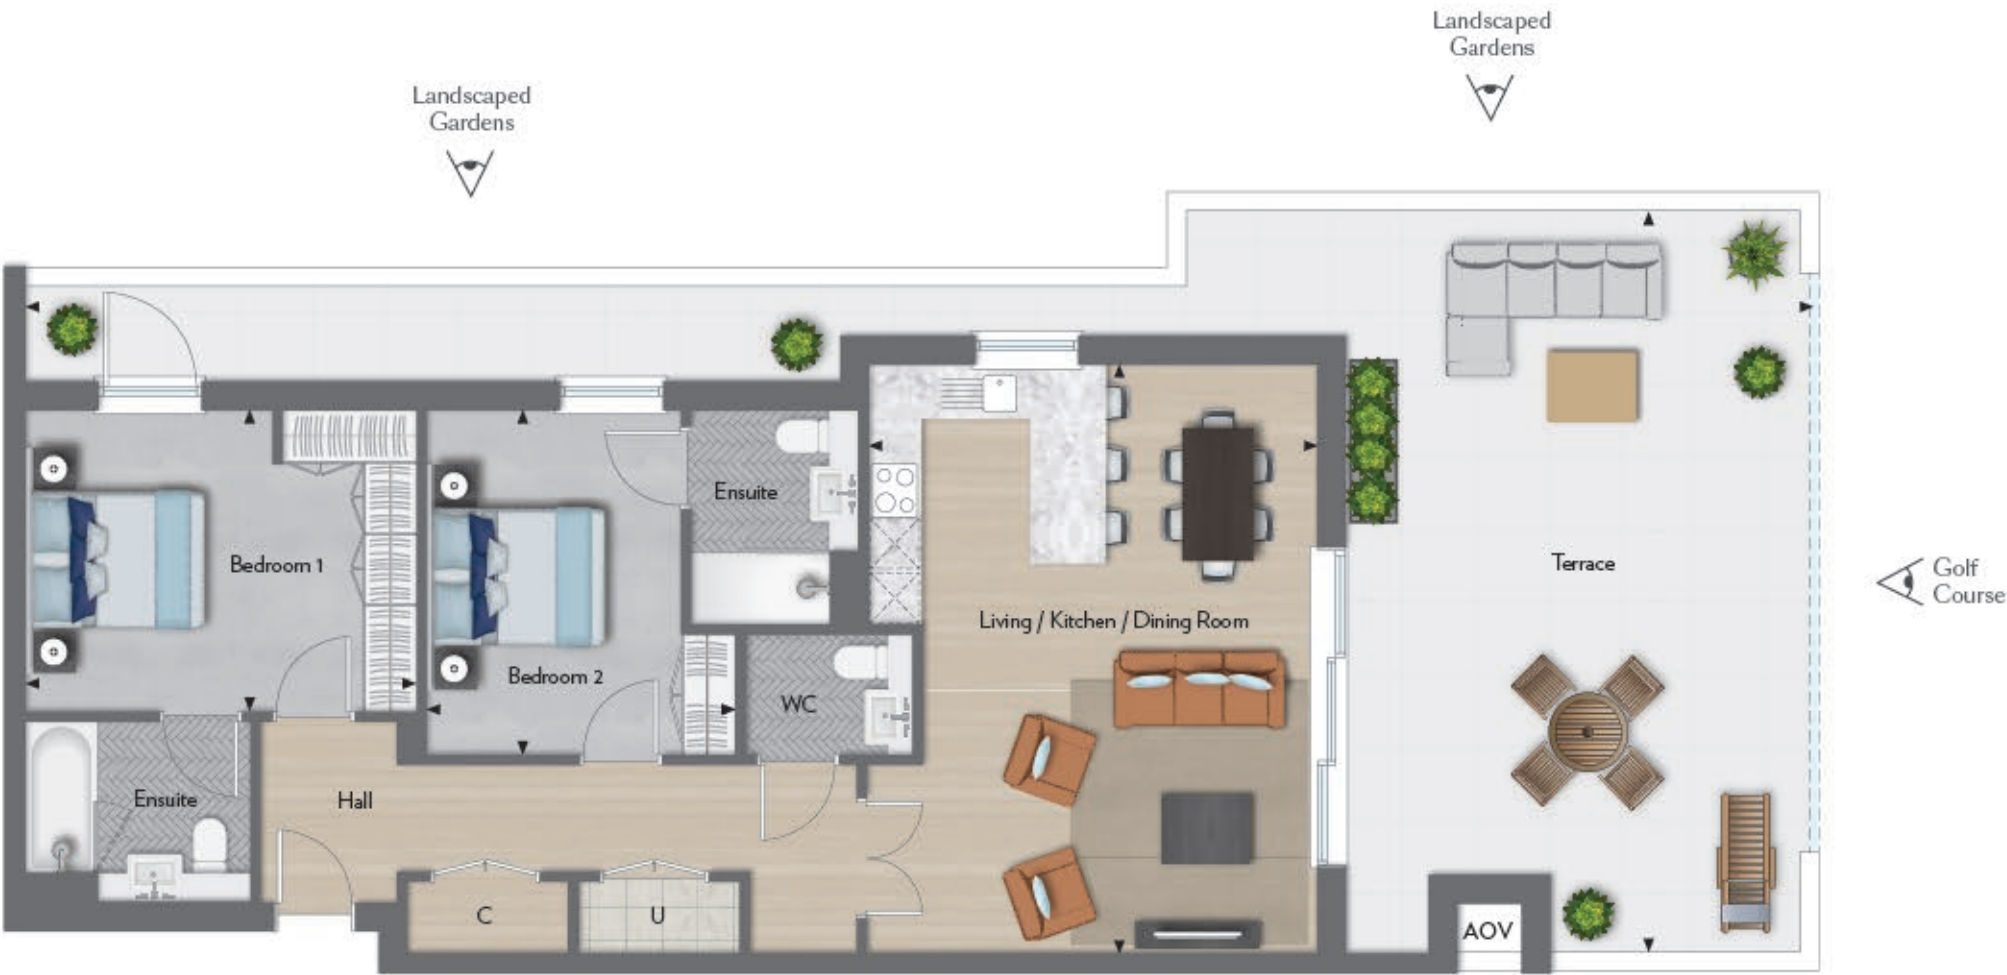 Landscaped
Gardens
Landscaped
Gardens
Ensuite
Bedroom 1
Terrace
Golf
Course
Living / Kitchen / Dining Room
Bedroom 2
WC
Ensuite
Hall
C
U
AOV